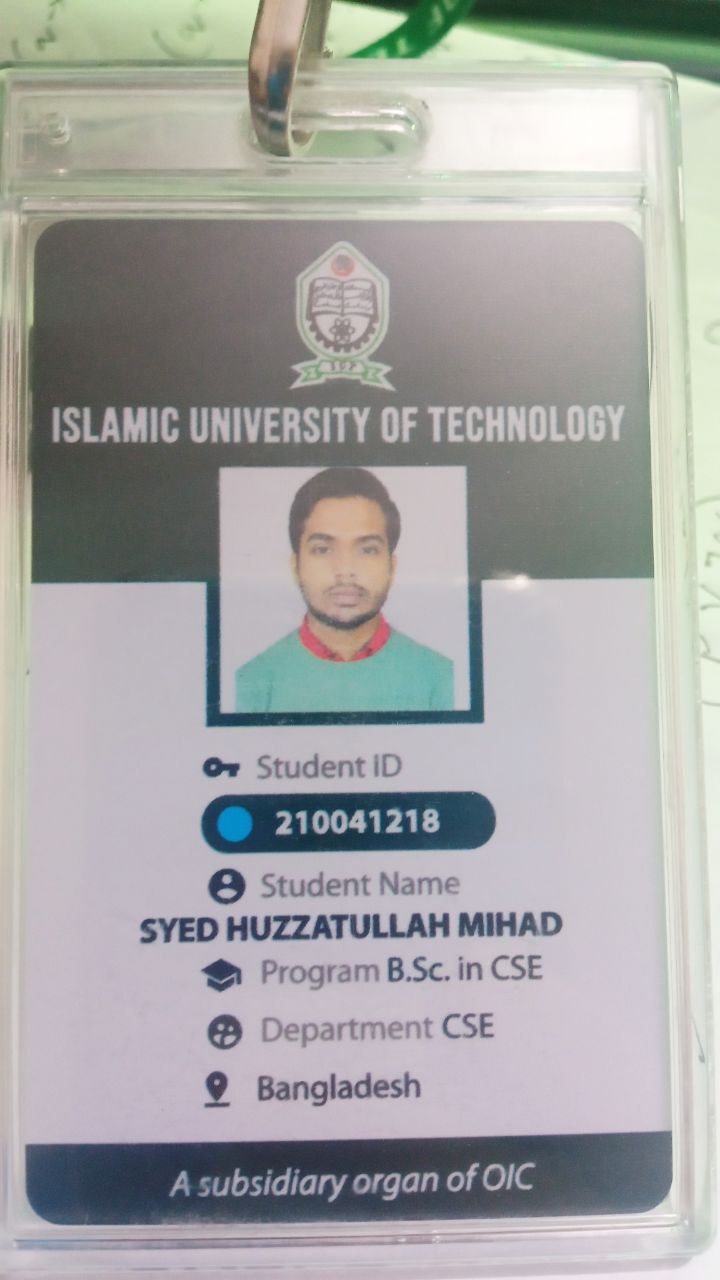 ISLAMIC UNIVERSITY OF TECHNOLOGY
Student ID
210041218
Student Name
SYED HUZZATULLAH MIHAD
Program B.Sc. in CSE
Department CSE
Bangladesh
A subsidiary organ of OIC